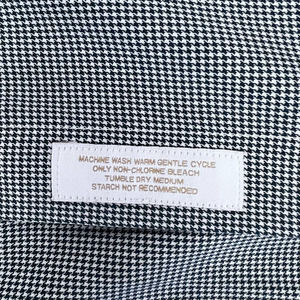 MACHINE WASH WARM GENTLE CYCLE
ONLY NON-CHLORINE BLEACH
TUMBLE DRY MEDIUM
STARCH NOT RECOMMENDED